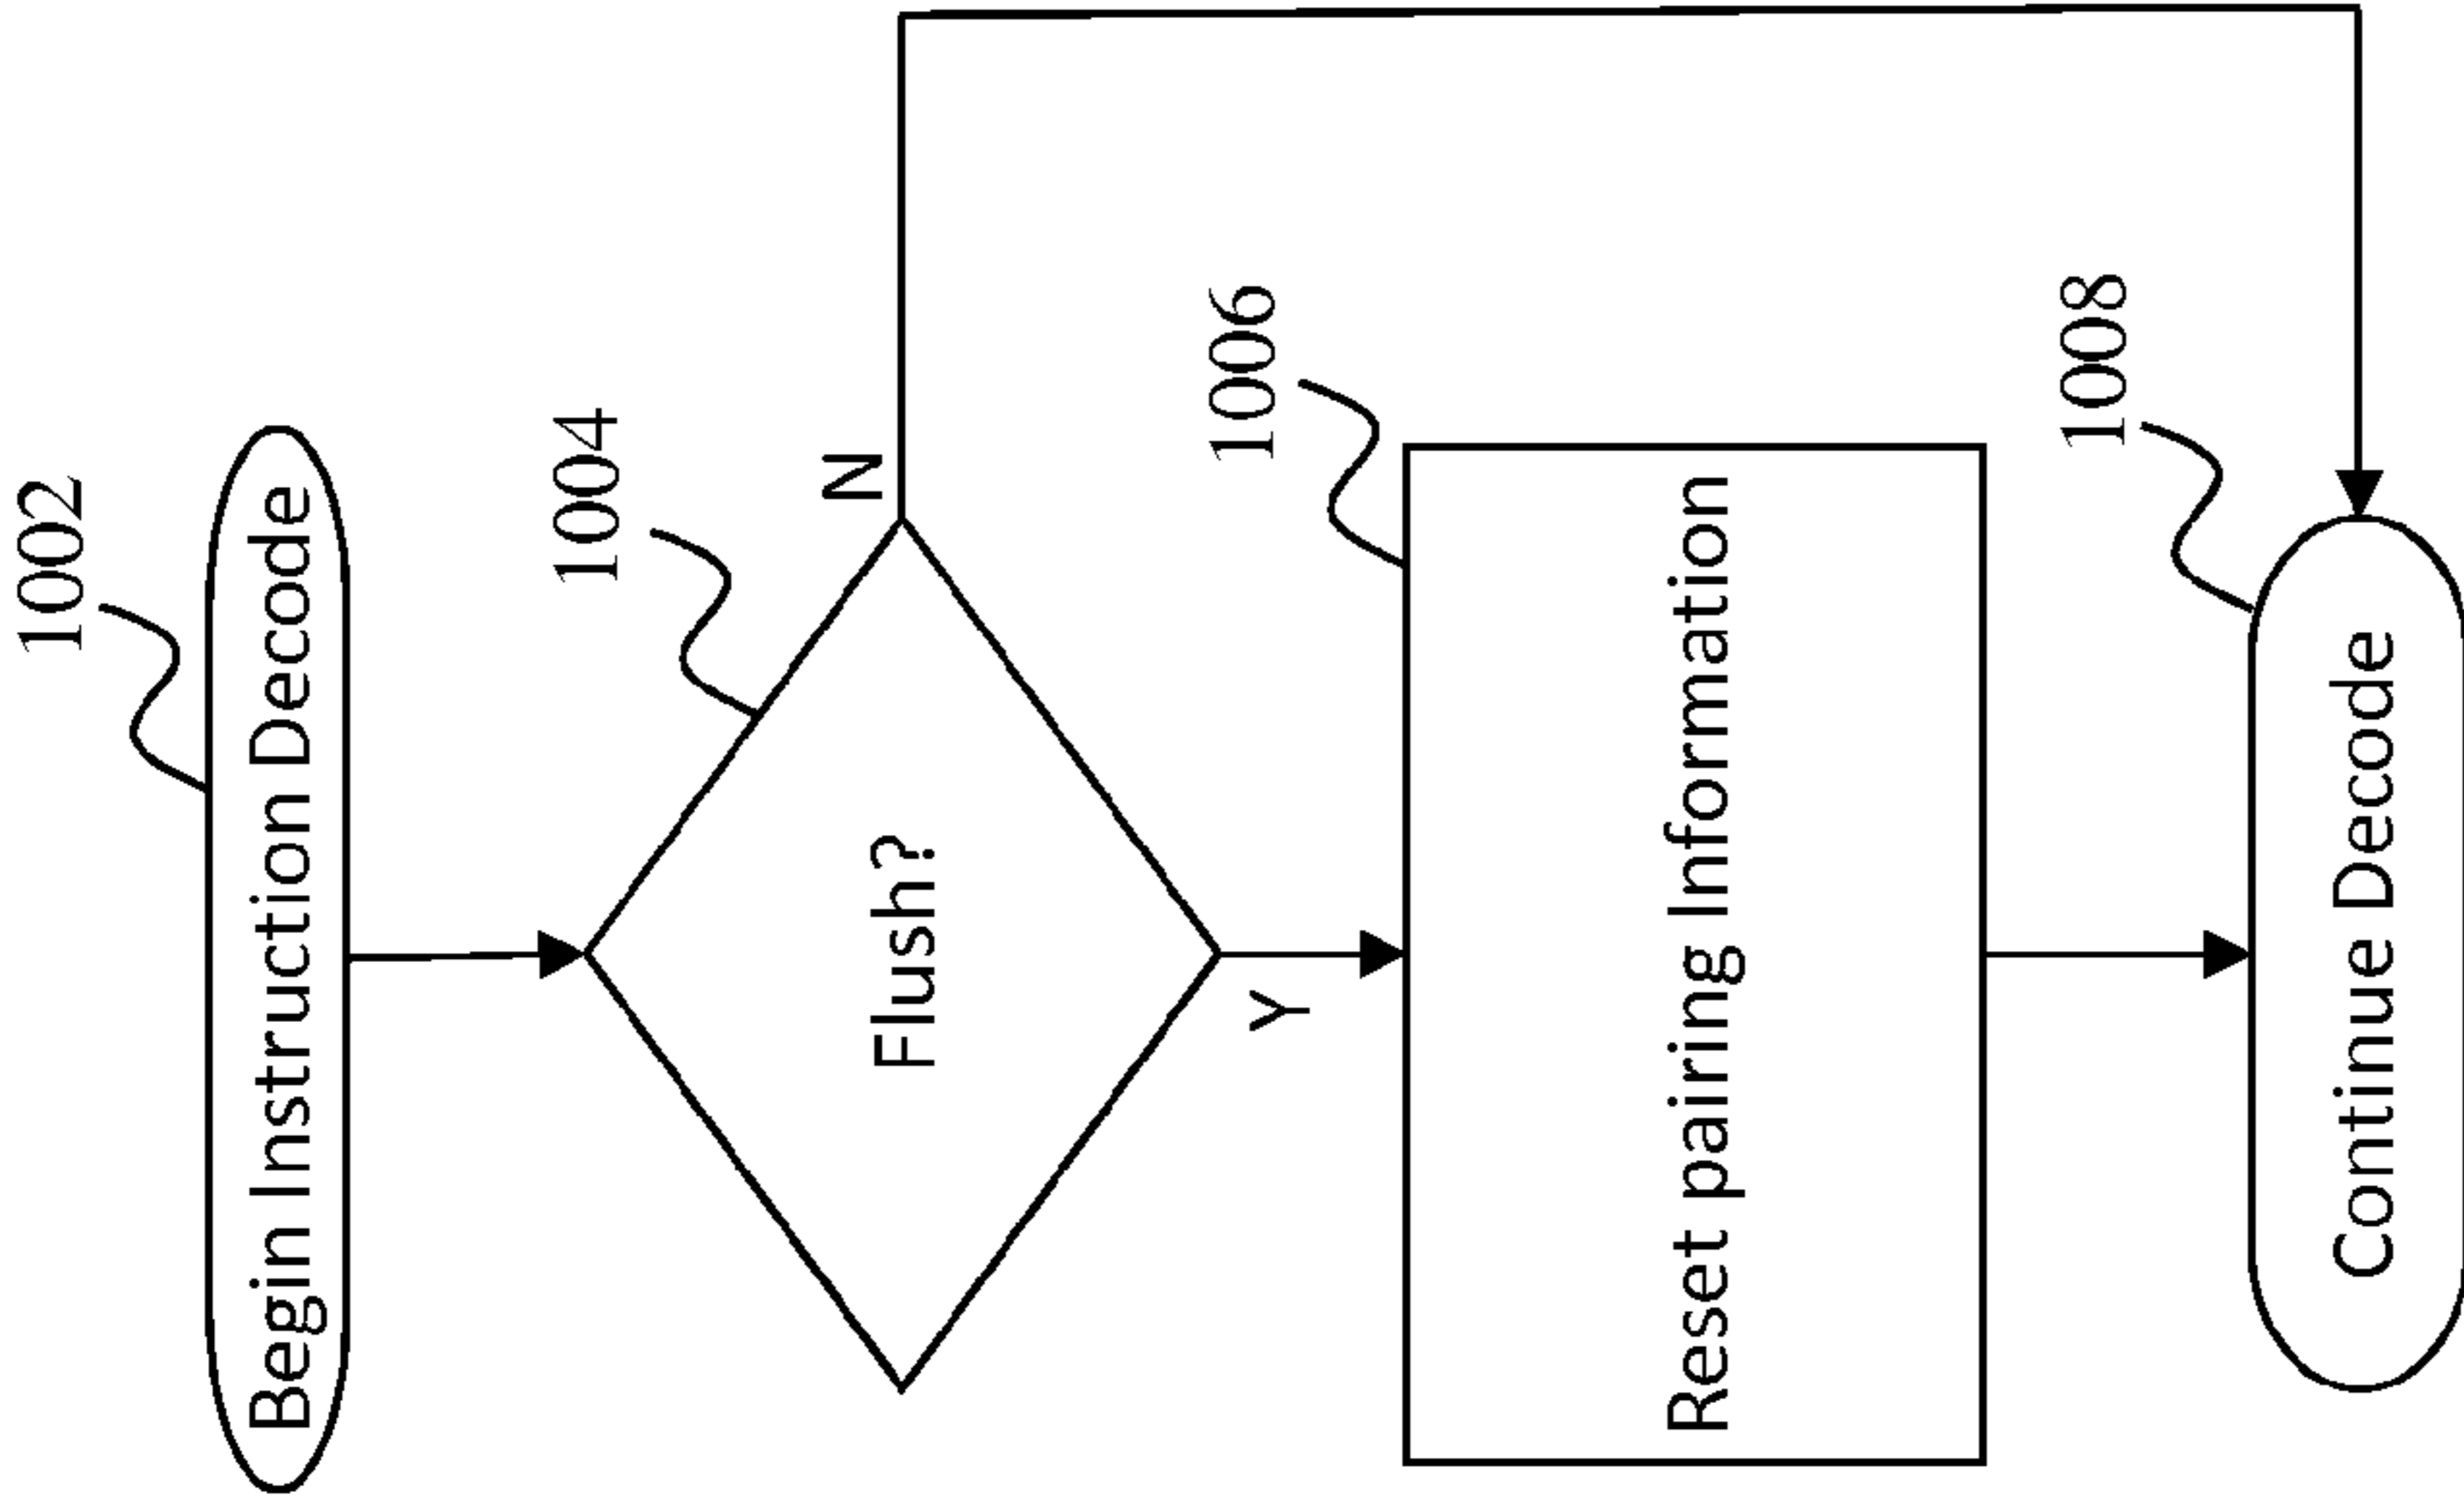 1002
Begin Instruction Decode
1004
Flush?
N
Y
1006
Reset pairing Information
1008
Continue Decode